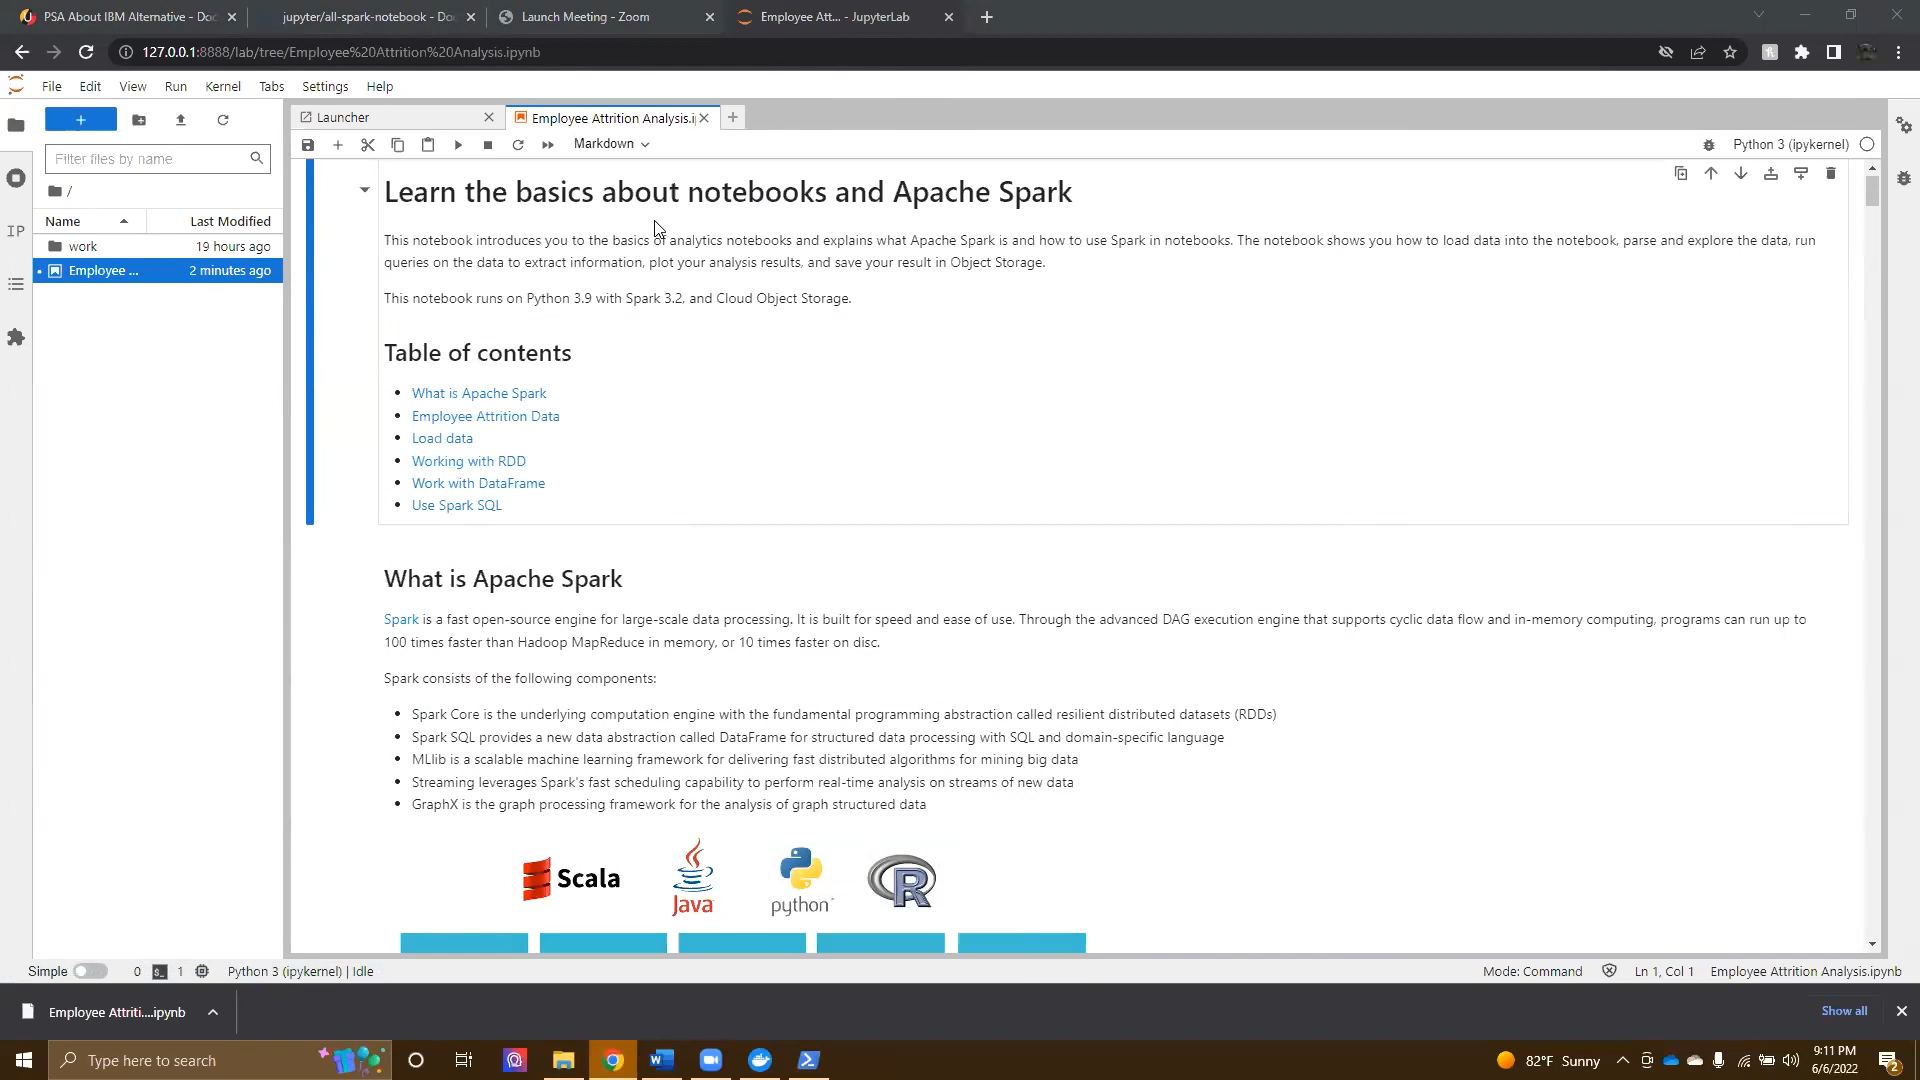 PSA About IBM Alternative - Doc
jupyter/all-spark-notebook - Doc
Launch Meeting - Zoom
Employee Att... - JupyterLab
127.0.0.1:8888/lab/tree/Employee%20Attrition%20Analysis.ipynb
File Edit View Run Kernel Tabs Settings Help
Launcher
Employee Attrition Analysis.i
Filter files by name
Markdown
Python 3 (ipykernel)
/
Name Last Modified
work 19 hours ago
Employee ... 2 minutes ago
IP
Learn the basics about notebooks and Apache Spark
This notebook introduces you to the basics of analytics notebooks and explains what Apache Spark is and how to use Spark in notebooks. The notebook shows you how to load data into the notebook, parse and explore the data, run
queries on the data to extract information, plot your analysis results, and save your result in Object Storage.
This notebook runs on Python 3.9 with Spark 3.2, and Cloud Object Storage.
Table of contents
• What is Apache Spark
• Employee Attrition Data
• Load data
• Working with RDD
• Work with DataFrame
• Use Spark SQL
What is Apache Spark
Spark is a fast open-source engine for large-scale data processing. It is built for speed and ease of use. Through the advanced DAG execution engine that supports cyclic data flow and in-memory computing, programs can run up to
100 times faster than Hadoop MapReduce in memory, or 10 times faster on disc.
Spark consists of the following components:
• Spark Core is the underlying computation engine with the fundamental programming abstraction called resilient distributed datasets (RDDs)
• Spark SQL provides a new data abstraction called DataFrame for structured data processing with SQL and domain-specific language
• MLlib is a scalable machine learning framework for delivering fast distributed algorithms for mining big data
• Streaming leverages Spark's fast scheduling capability to perform real-time analysis on streams of new data
• GraphX is the graph processing framework for the analysis of graph structured data
Scala
Java
python
R
Simple 0 1 Python 3 (ipykernel) | Idle
Mode: Command Ln 1, Col 1 Employee Attrition Analysis.ipynb
Employee Attriti....ipynb
Show all
Type here to search
82°F Sunny
9:11 PM
6/6/2022
2